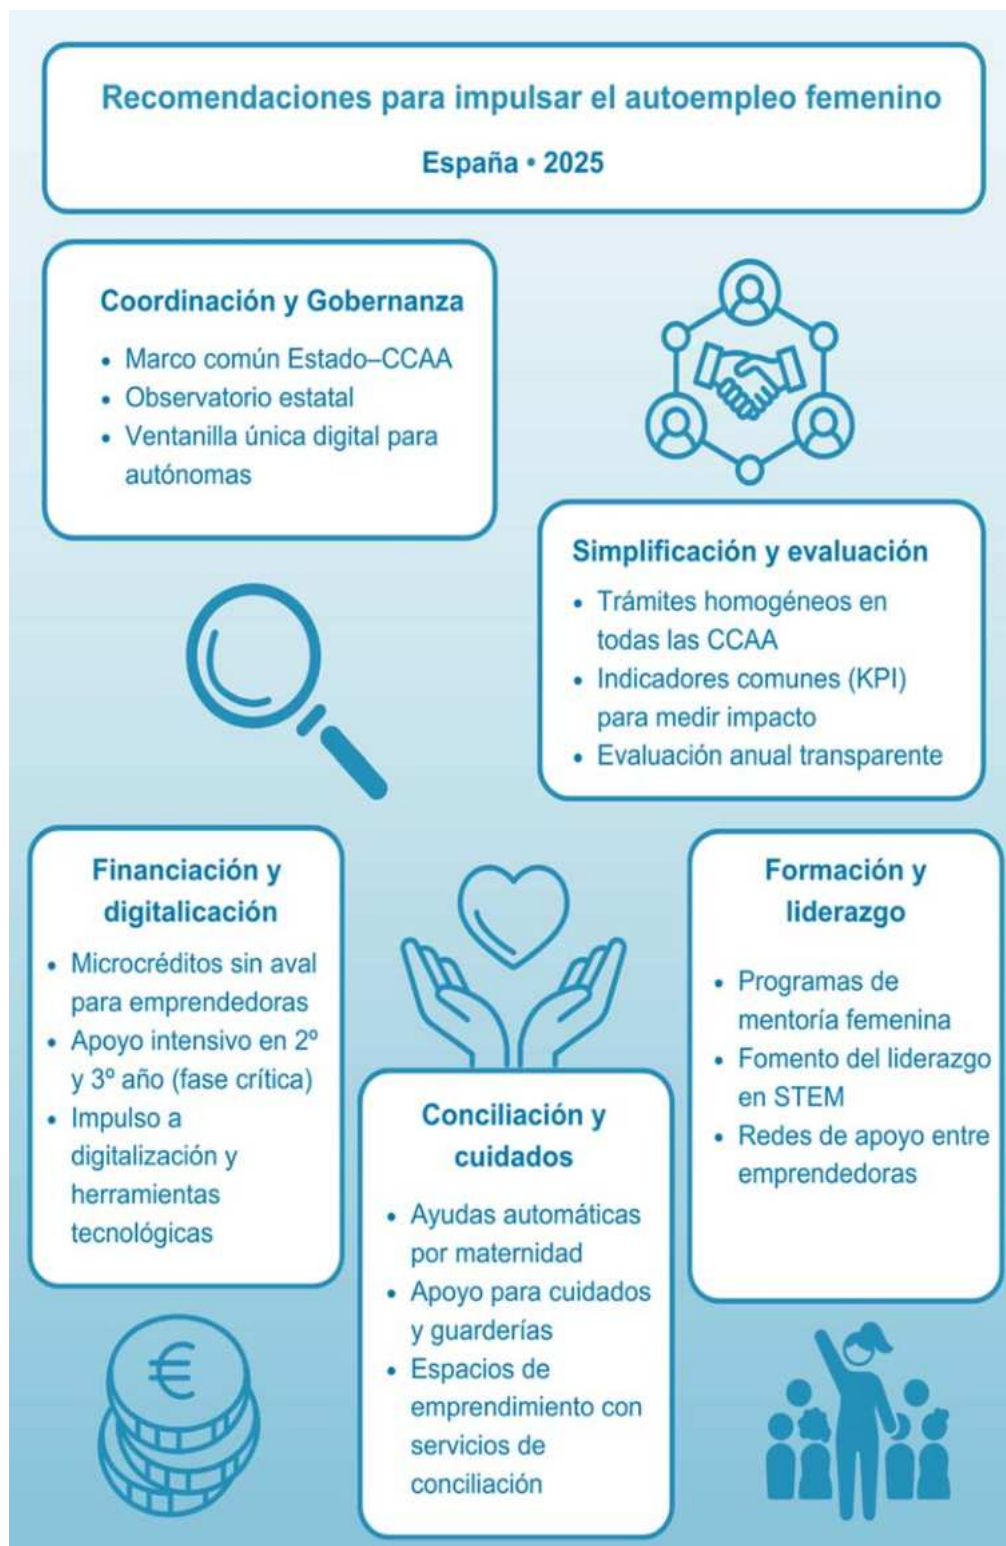 Recomendaciones para impulsar el autoempleo femenino
España • 2025
Coordinación y Gobernanza
• Marco común Estado–CCAA
• Observatorio estatal
• Ventanilla única digital para
autónomas
Simplificación y evaluación
• Trámites homogéneos en
todas las CCAA
• Indicadores comunes (KPI)
para medir impacto
• Evaluación anual transparente
Financiación y
digitalicación
• Microcréditos sin aval
para emprendedoras
• Apoyo intensivo en 2º
y 3º año (fase crítica)
• Impulso a
digitalización y
herramientas
tecnológicas
€
Conciliación y
cuidados
• Ayudas automáticas
por maternidad
• Apoyo para cuidados
y guarderías
• Espacios de
emprendimiento con
servicios de
conciliación
Formación y
liderazgo
• Programas de
mentoría femenina
• Fomento del liderazgo
en STEM
• Redes de apoyo entre
emprendedoras